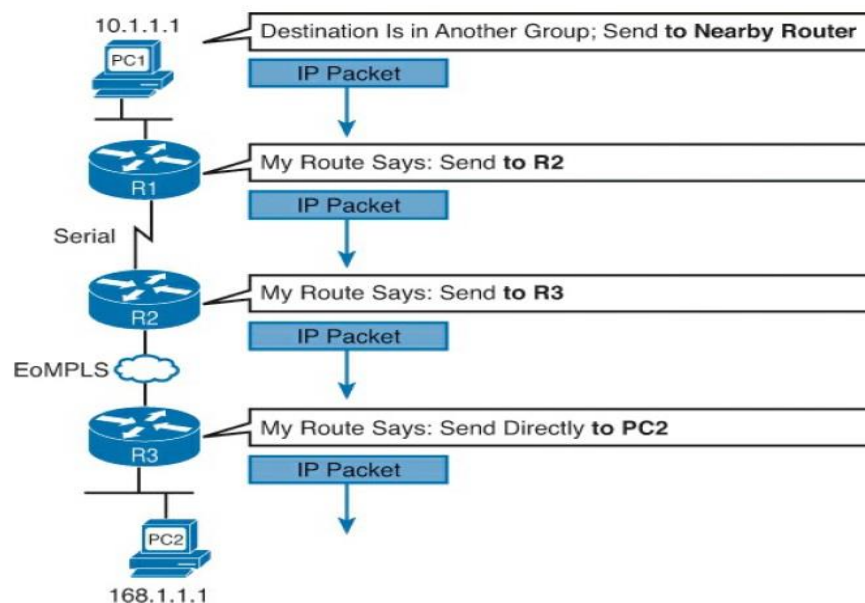 10.1.1.1
Destination Is in Another Group; Send to Nearby Router
PC1
IP Packet
My Route Says: Send to R2
R1
IP Packet
Serial
My Route Says: Send to R3
R2
IP Packet
EoMPLS
My Route Says: Send Directly to PC2
R3
IP Packet
PC2
168.1.1.1